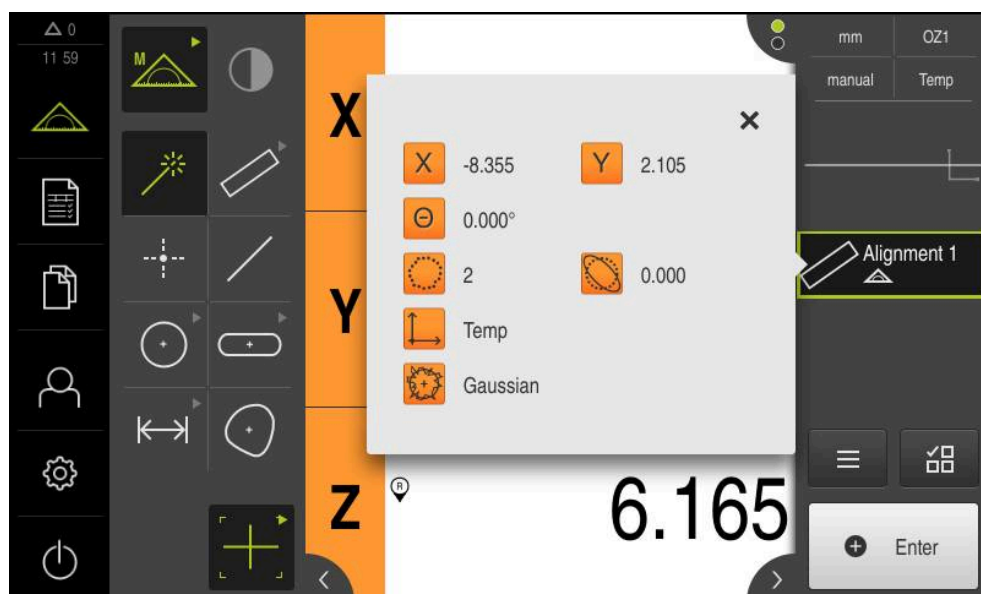 0
11 59
M
X
Y
Z
X -8.355 Y 2.105
Θ 0.000°
2 0.000
Temp
Gaussian
R
6.165
mm OZ1
manual Temp
Alignment 1
Enter